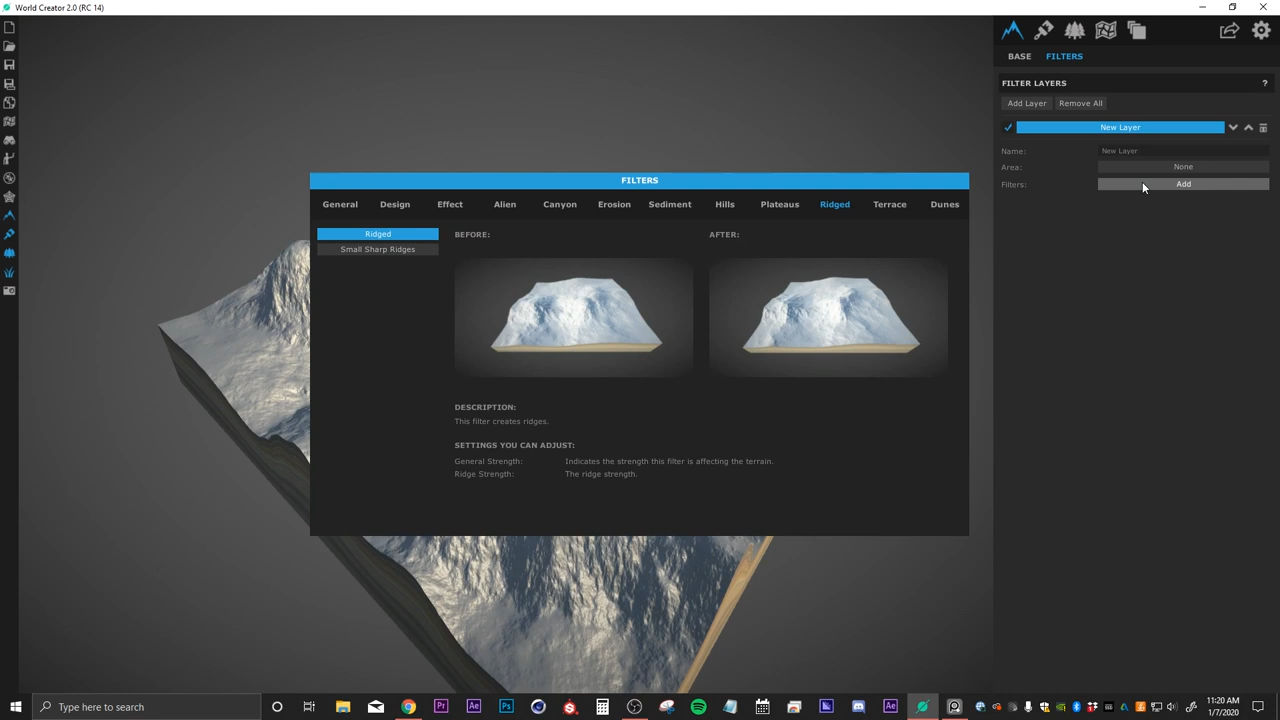 World Creator 2.0 (RC 14)
BASE FILTERS
FILTER LAYERS ?
Add Layer Remove All
New Layer
Name: New Layer
Area: None
Filters: Add
FILTERS
General Design Effect Alien Canyon Erosion Sediment Hills Plateaus Ridged Terrace Dunes
Ridged
Small Sharp Ridges
BEFORE: AFTER:
DESCRIPTION:
This filter creates ridges.
SETTINGS YOU CAN ADJUST:
General Strength: Indicates the strength this filter is affecting the terrain.
Ridge Strength: The ridge strength.
Type here to search
Pr Ae Ps Ae
11:20 AM
1/7/2020